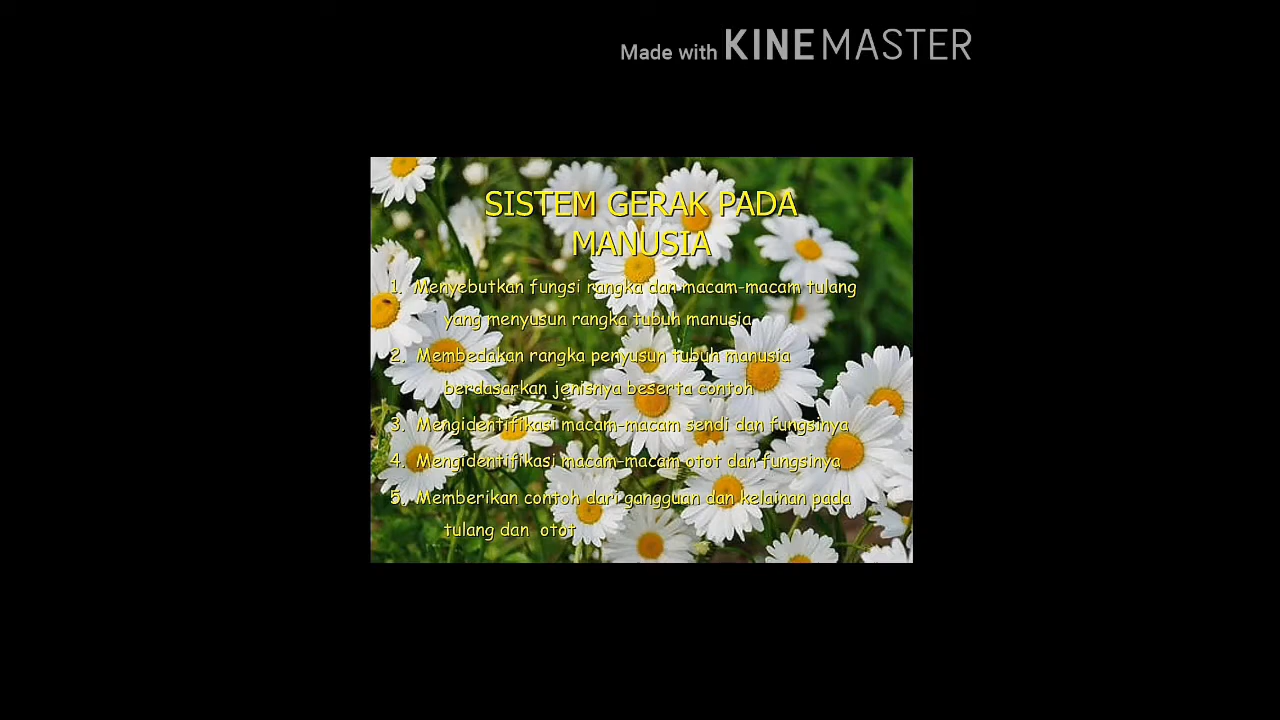 Made with KINEMASTER
SISTEM GERAK PADA
MANUSIA
1. Menyebutkan fungsi rangka dan macam-macam tulang
yang menyusun rangka tubuh manusia
2. Membedakan rangka penyusun tubuh manusia
berdasarkan jenisnya beserta contoh
3. Mengidentifikasi macam-macam sendi dan fungsinya
4. Mengidentifikasi macam-macam otot dan fungsinya
5. Memberikan contoh dari gangguan dan kelainan pada
tulang dan otot